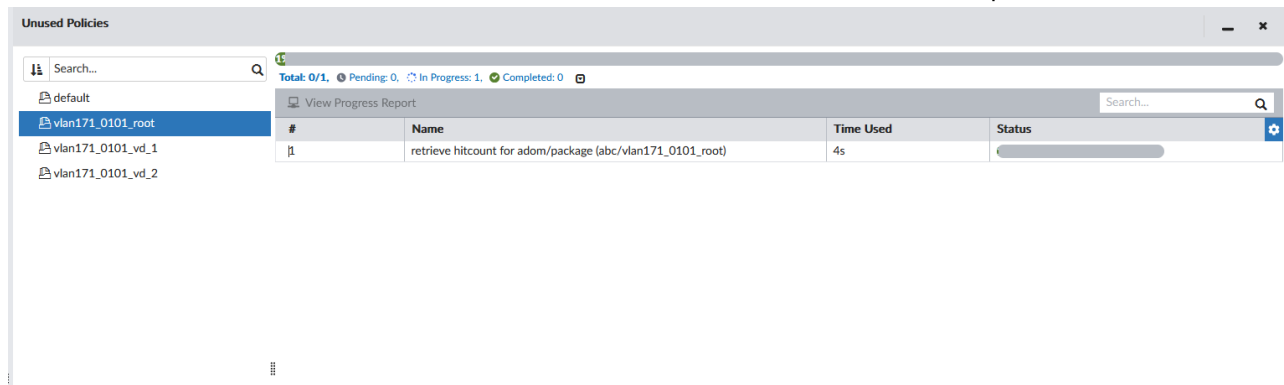 Unused Policies
Search...
default
vlan171_0101_root
vlan171_0101_vd_1
vlan171_0101_vd_2
Total: 0/1, Pending: 0, In Progress: 1, Completed: 0
View Progress Report
Search...
# Name Time Used Status
1 retrieve hitcount for adom/package (abc/vlan171_0101_root) 4s